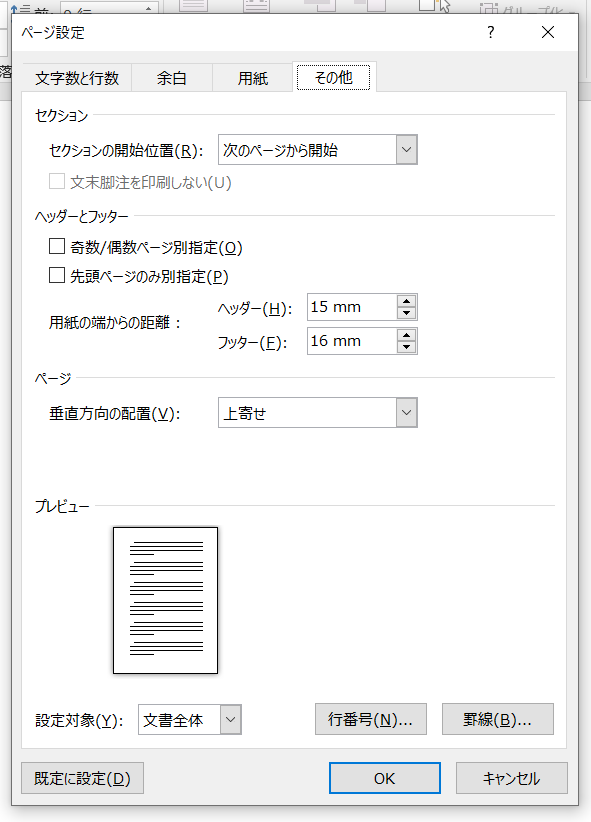 ページ設定 ?
文字数と行数 余白 用紙 その他
セクション
セクションの開始位置(R): 次のページから開始
文末脚注を印刷しない(U)
ヘッダーとフッター
奇数/偶数ページ別指定(O)
先頭ページのみ別指定(P)
用紙の端からの距離：
ヘッダー(H): 15 mm
フッター(F): 16 mm
ページ
垂直方向の配置(V): 上寄せ
プレビュー
設定対象(Y): 文書全体 行番号(N)... 罫線(B)...
既定に設定(D) OK キャンセル